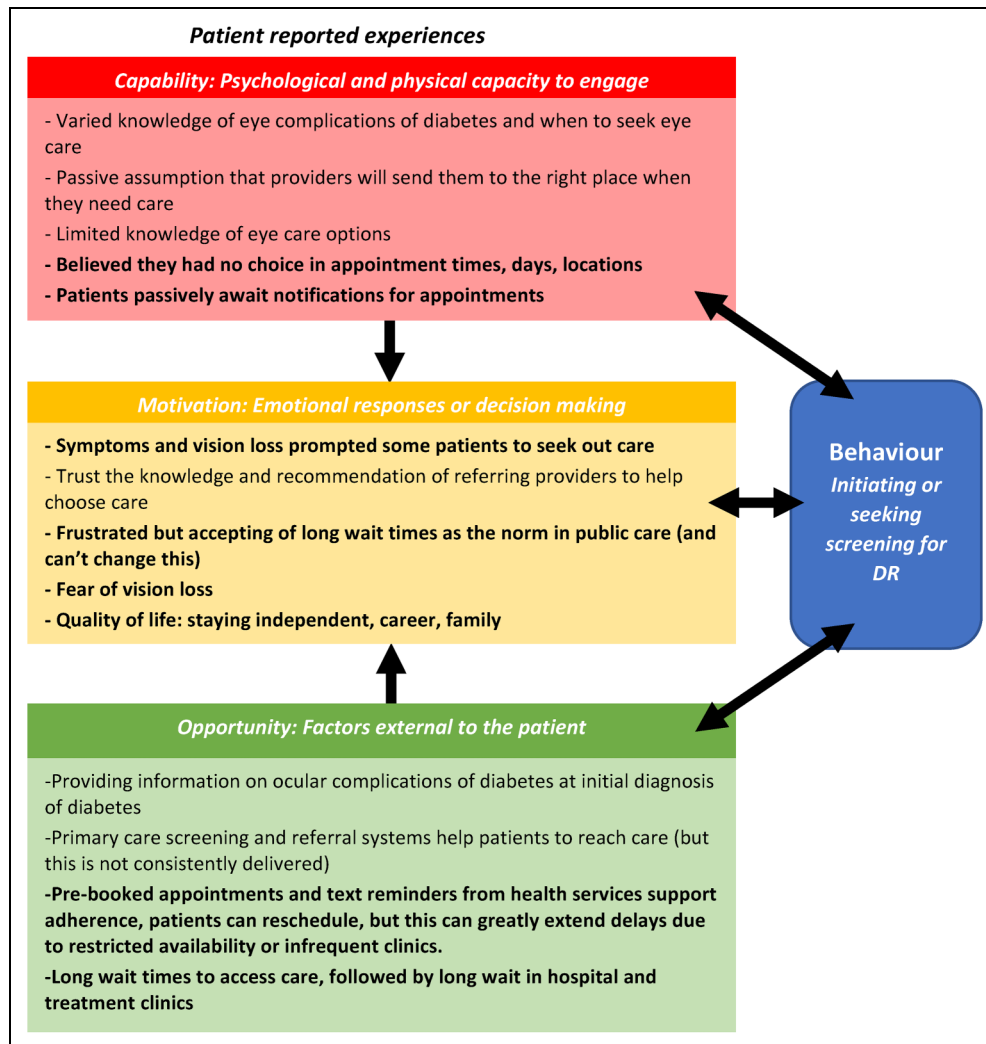 Patient reported experiences
Capability: Psychological and physical capacity to engage
- Varied knowledge of eye complications of diabetes and when to seek eye
care
- Passive assumption that providers will send them to the right place when
they need care
- Limited knowledge of eye care options
- Believed they had no choice in appointment times, days, locations
- Patients passively await notifications for appointments
Motivation: Emotional responses or decision making
- Symptoms and vision loss prompted some patients to seek out care
- Trust the knowledge and recommendation of referring providers to help
choose care
- Frustrated but accepting of long wait times as the norm in public care (and
can’t change this)
- Fear of vision loss
- Quality of life: staying independent, career, family
Behaviour
Initiating or
seeking
screening for
DR
Opportunity: Factors external to the patient
-Providing information on ocular complications of diabetes at initial diagnosis
of diabetes
-Primary care screening and referral systems help patients to reach care (but
this is not consistently delivered)
-Pre-booked appointments and text reminders from health services support
adherence, patients can reschedule, but this can greatly extend delays due
to restricted availability or infrequent clinics.
-Long wait times to access care, followed by long wait in hospital and
treatment clinics